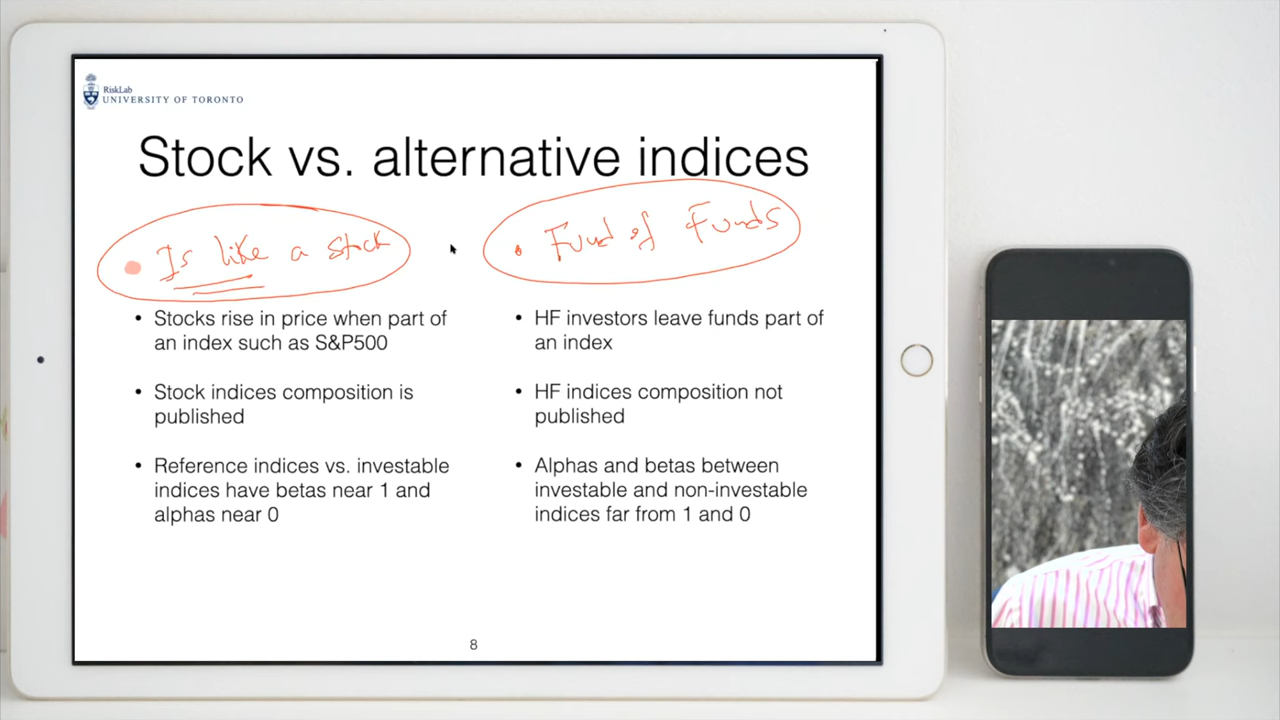 RiskLab
UNIVERSITY OF TORONTO
Stock vs. alternative indices
• Is like a stock
• Fund of Funds
• Stocks rise in price when part of
an index such as S&P500
• Stock indices composition is
published
• Reference indices vs. investable
indices have betas near 1 and
alphas near 0
• HF investors leave funds part of
an index
• HF indices composition not
published
• Alphas and betas between
investable and non-investable
indices far from 1 and 0
8